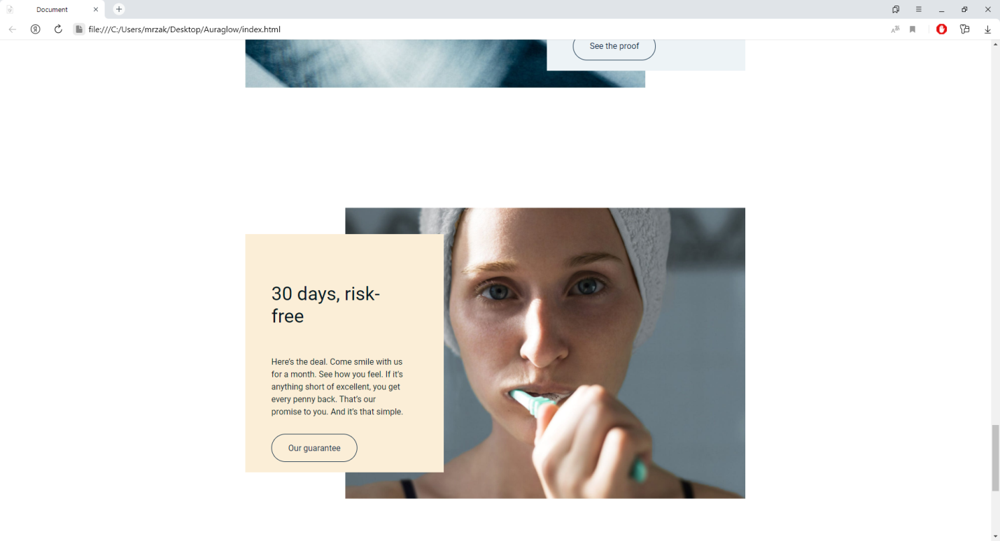 Document
file:///C:/Users/mrzak/Desktop/Auraglow/index.html
See the proof
30 days, risk-
free
Here’s the deal. Come smile with us
for a month. See how you feel. If it’s
anything short of excellent, you get
every penny back. That’s our
promise to you. And it’s that simple.
Our guarantee